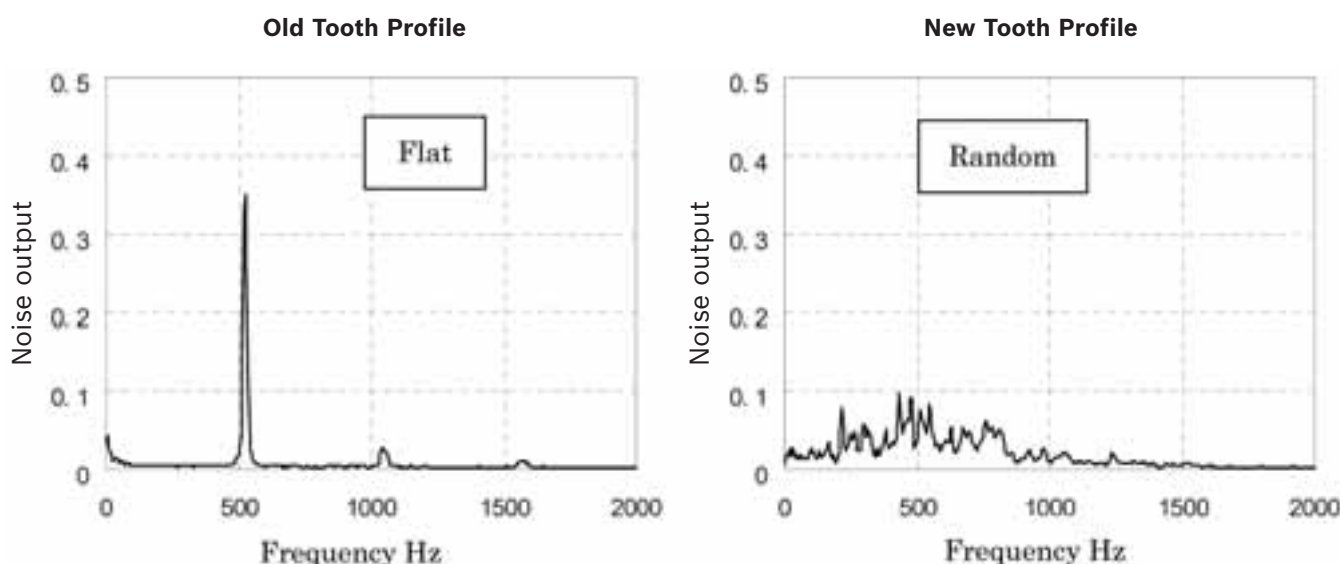 Old Tooth Profile
0. 5
0. 4
0. 3
0. 2
0. 1
0
Noise output
Flat
0 500 1000 1500 2000
Frequency Hz
New Tooth Profile
0. 5
0. 4
0. 3
0. 2
0. 1
0
Noise output
Random
0 500 1000 1500 2000
Frequency Hz